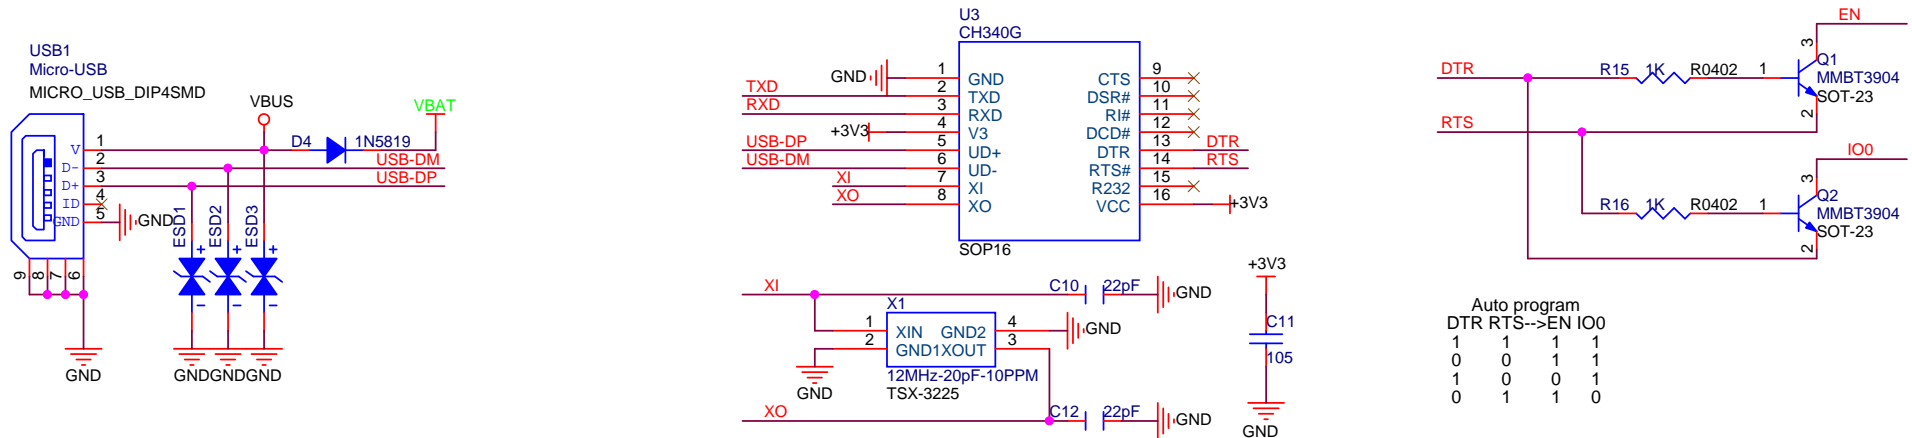 USB1
Micro-USB
MICRO_USB_DIP4SMD
VBUS
VBAT
D4
1N5819
1
V
2
D-
USB-DM
3
D+
USB-DP
4
ID
5
GND
GND
ESD1
ESD2
ESD3
+
+
+
-
-
-
9
8
7
6
GND
GND
GND
GND
U3
CH340G
GND
1
GND
CTS
9
TXD
2
TXD
DSR#
10
RXD
3
RXD
RI#
11
+3V3
4
V3
DCD#
12
USB-DP
5
UD+
DTR
13
DTR
USB-DM
6
UD-
RTS#
14
RTS
XI
7
XI
R232
15
XO
8
XO
VCC
16
+3V3
SOP16
XI
C10
22pF
GND
X1
1
XIN
GND2
4
GND
2
GND1
XOUT
3
GND
12MHz-20pF-10PPM
TSX-3225
XO
C12
22pF
GND
+3V3
C11
105
GND
EN
DTR
R15
1K
R0402
1
3
Q1
MMBT3904
SOT-23
2
RTS
IO0
R16
1K
R0402
1
3
Q2
MMBT3904
SOT-23
2
Auto program
DTR RTS-->EN IO0
1 1 1 1
0 0 1 1
1 0 0 1
0 1 1 0